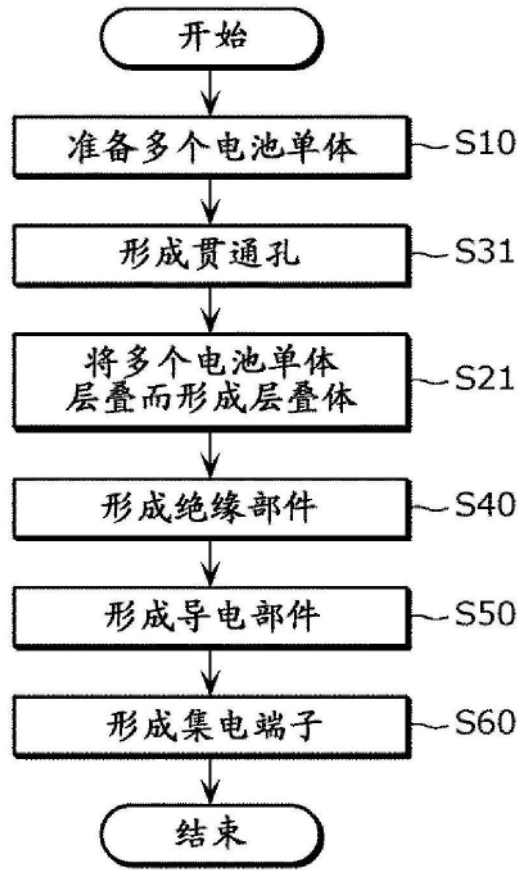 开始
准备多个电池单体
S10
形成贯通孔
S31
将多个电池单体
层叠而形成层叠体
S21
形成绝缘部件
S40
形成导电部件
S50
形成集电端子
S60
结束